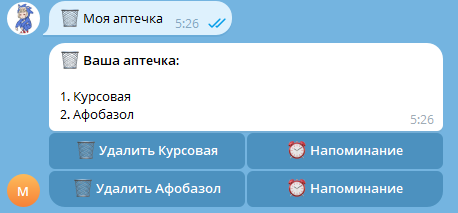 🗑 Моя аптечка
5:26
🗑 Ваша аптечка:
1. Курсовая
2. Афобазол
5:26
🗑 Удалить Курсовая
⏰ Напоминание
🗑 Удалить Афобазол
⏰ Напоминание
М